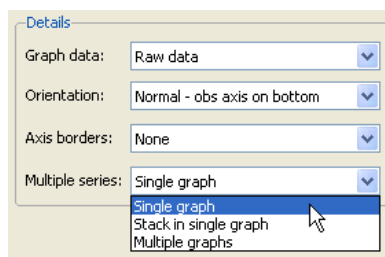 Details
Graph data: Raw data
Orientation: Normal - obs axis on bottom
Axis borders: None
Multiple series: Single graph
Single graph
Stack in single graph
Multiple graphs